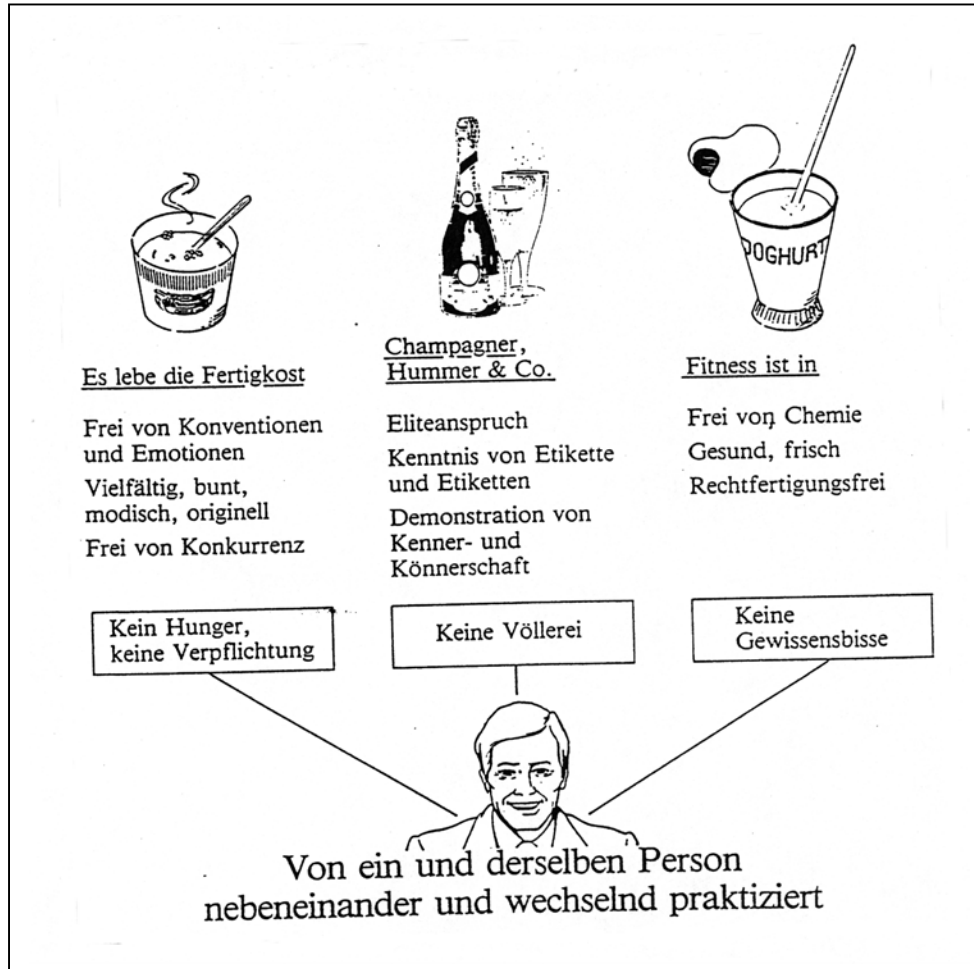 JOGHURT
Es lebe die Fertigkost
Frei von Konventionen
und Emotionen
Vielfältig, bunt,
modisch, originell
Frei von Konkurrenz
Kein Hunger,
keine Verpflichtung
Champagner,
Hummer & Co.
Eliteanspruch
Kenntnis von Etikette
und Etiketten
Demonstration von
Kenner- und
Könnerschaft
Keine Völlerei
Fitness ist in
Frei von Chemie
Gesund, frisch
Rechtfertigungsfrei
Keine
Gewissensbisse
Von ein und derselben Person
nebeneinander und wechselnd praktiziert